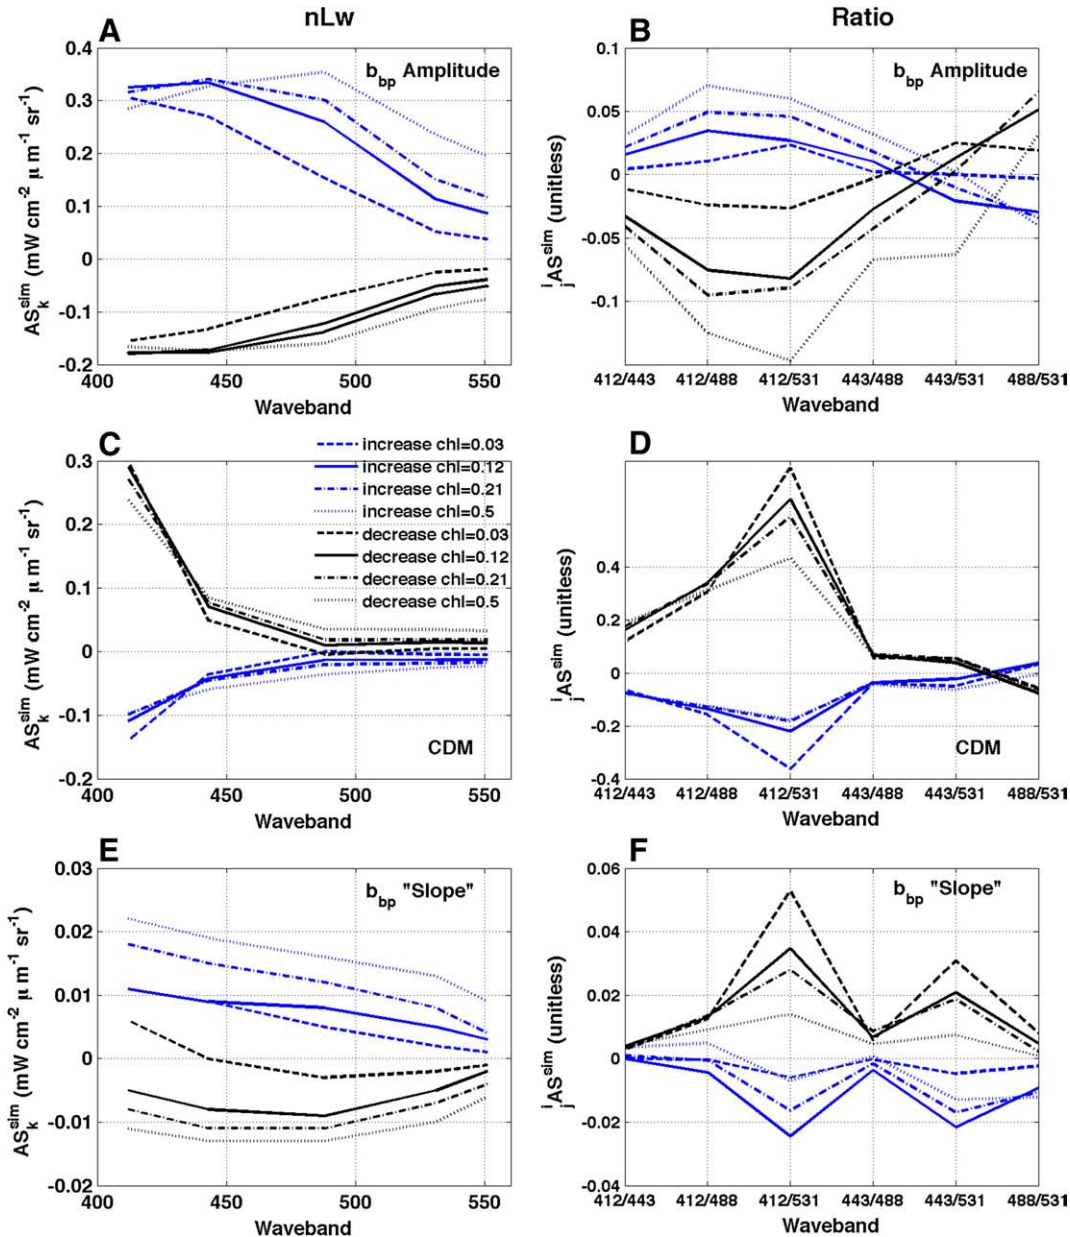 nLw
Ratio
A
b_bp Amplitude
0.4
0.3
0.2
0.1
0
-0.1
-0.2
400
450
500
550
Waveband
AS_k^sim (mW cm^-2 μ m^-1 sr^-1)
B
b_bp Amplitude
0.1
0.05
0
-0.05
-0.1
412/443
412/488
412/531
443/488
443/531
488/531
Waveband
^i_jAS^sim (unitless)
C
increase chl=0.03
increase chl=0.12
increase chl=0.21
increase chl=0.5
decrease chl=0.03
decrease chl=0.12
decrease chl=0.21
decrease chl=0.5
CDM
0.3
0.2
0.1
0
-0.1
-0.2
400
450
500
550
Waveband
AS_k^sim (mW cm^-2 μ m^-1 sr^-1)
D
CDM
0.4
0.2
0
-0.2
-0.4
412/443
412/488
412/531
443/488
443/531
488/531
Waveband
^i_jAS^sim (unitless)
E
b_bp "Slope"
0.03
0.02
0.01
0
-0.01
-0.02
400
450
500
550
Waveband
AS_k^sim (mW cm^-2 μ m^-1 sr^-1)
F
b_bp "Slope"
0.06
0.04
0.02
0
-0.02
-0.04
412/443
412/488
412/531
443/488
443/531
488/531
Waveband
^i_jAS^sim (unitless)